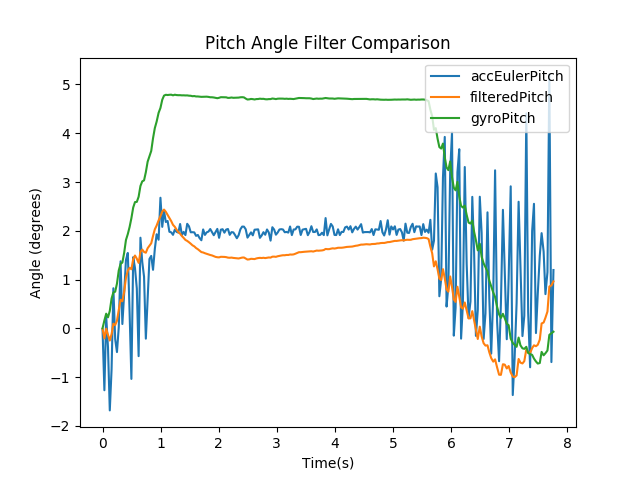 Pitch Angle Filter Comparison
accEulerPitch
filteredPitch
gyroPitch
Angle (degrees)
5
4
3
2
1
0
−1
−2
0 1 2 3 4 5 6 7 8
Time(s)